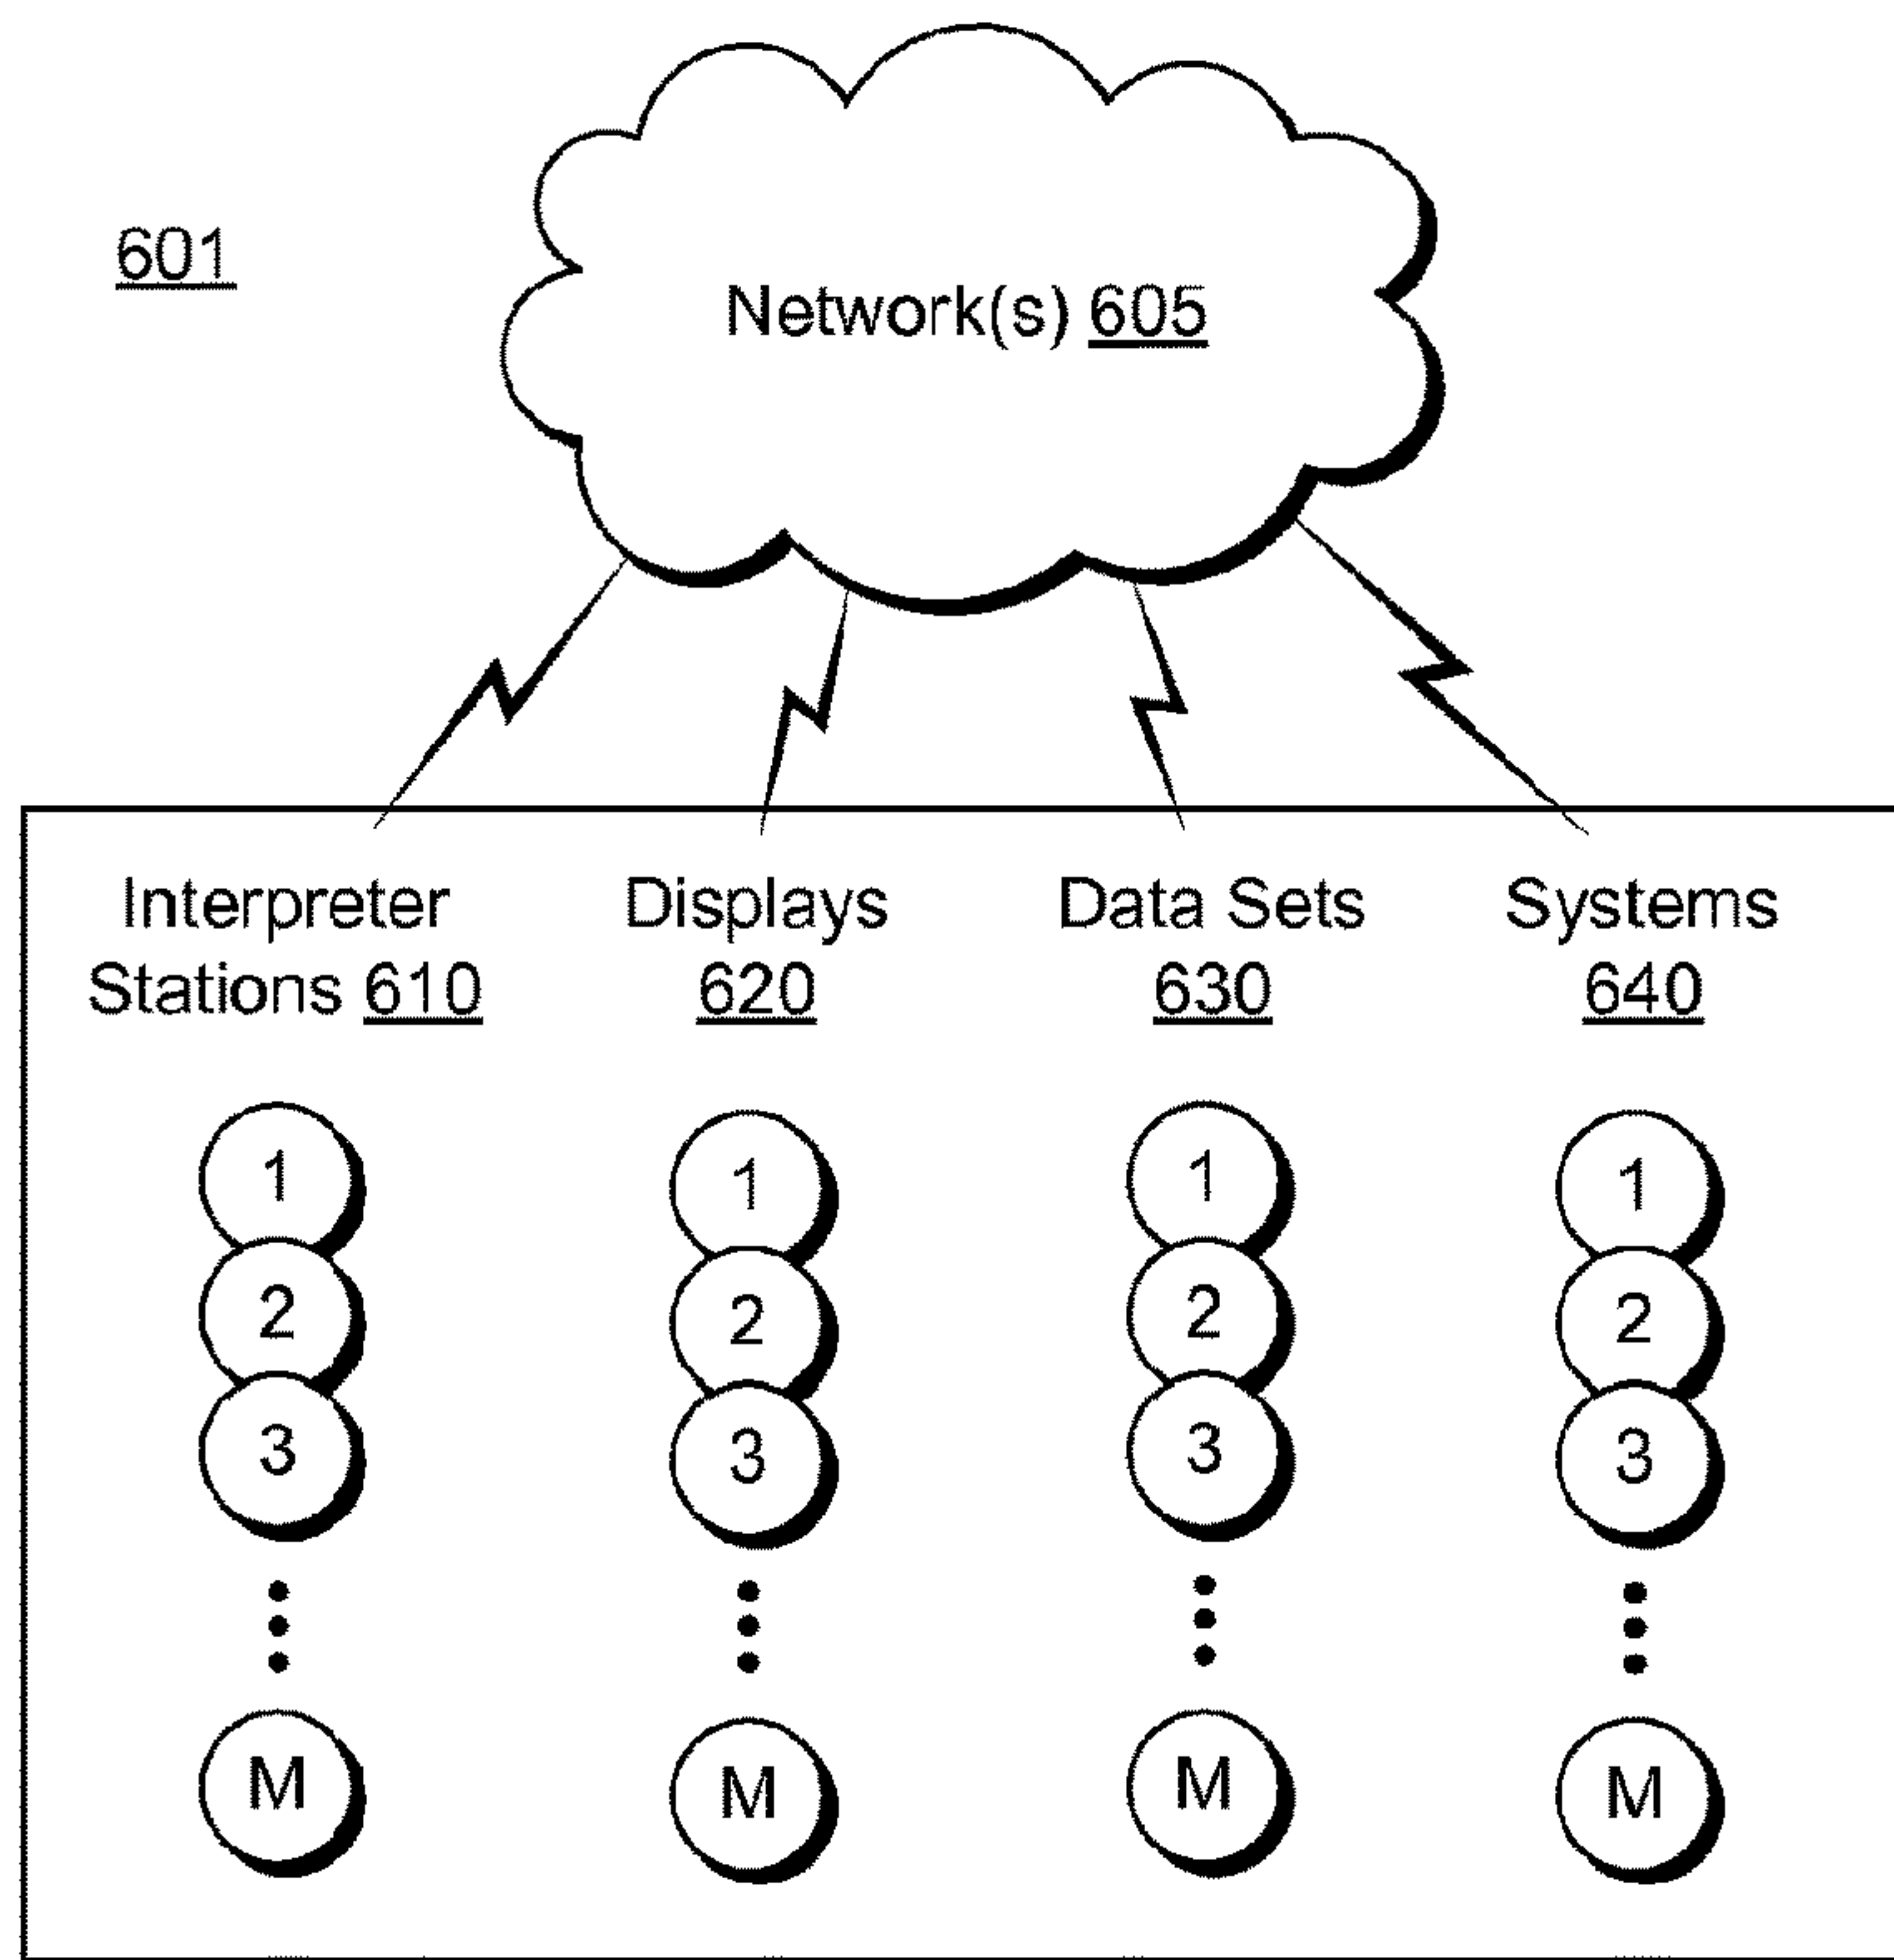 601
Network(s) 605
Interpreter Stations 610
Displays 620
Data Sets 630
Systems 640
1 1 1 1
2 2 2 2
3 3 3 3
M M M M